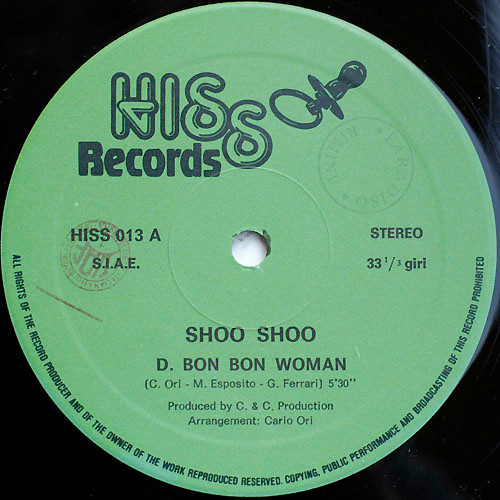 HISS
Records
PARADISO
RIMINI
HISS 013 A
STEREO
S.I.A.E.
33 1/3 giri
SHOO SHOO
D. BON BON WOMAN
(C. Ori - M. Esposito - G. Ferrari) 5'30''
Produced by C. & C. Production
Arrangement: Carlo Ori
ALL RIGHTS OF THE RECORD PRODUCER AND OF THE OWNER OF THE WORK REPRODUCED RESERVED. COPYING, PUBLIC PERFORMANCE AND BROADCASTING OF THIS RECORD PROHIBITED